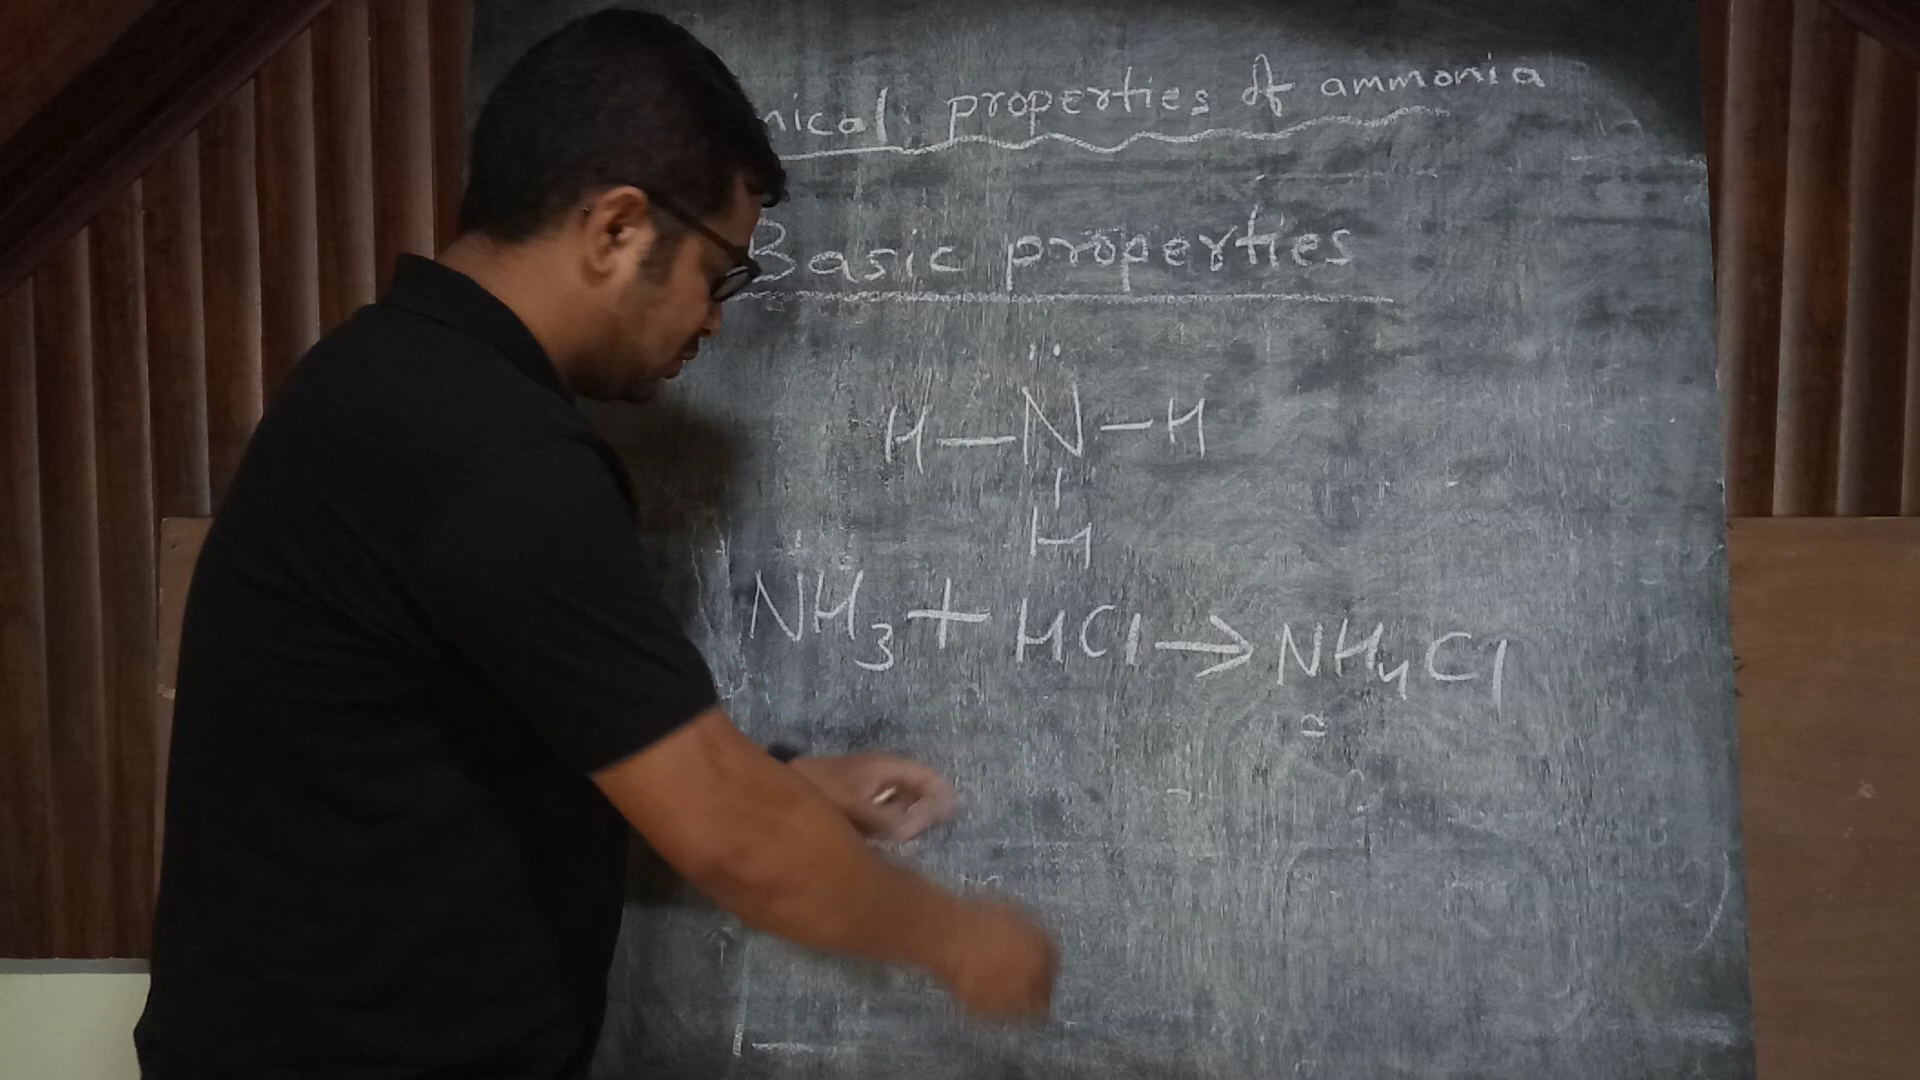 nical properties of ammonia
Basic properties
H—N̈—H
|
H
NH₃ + HCl → NH₄Cl